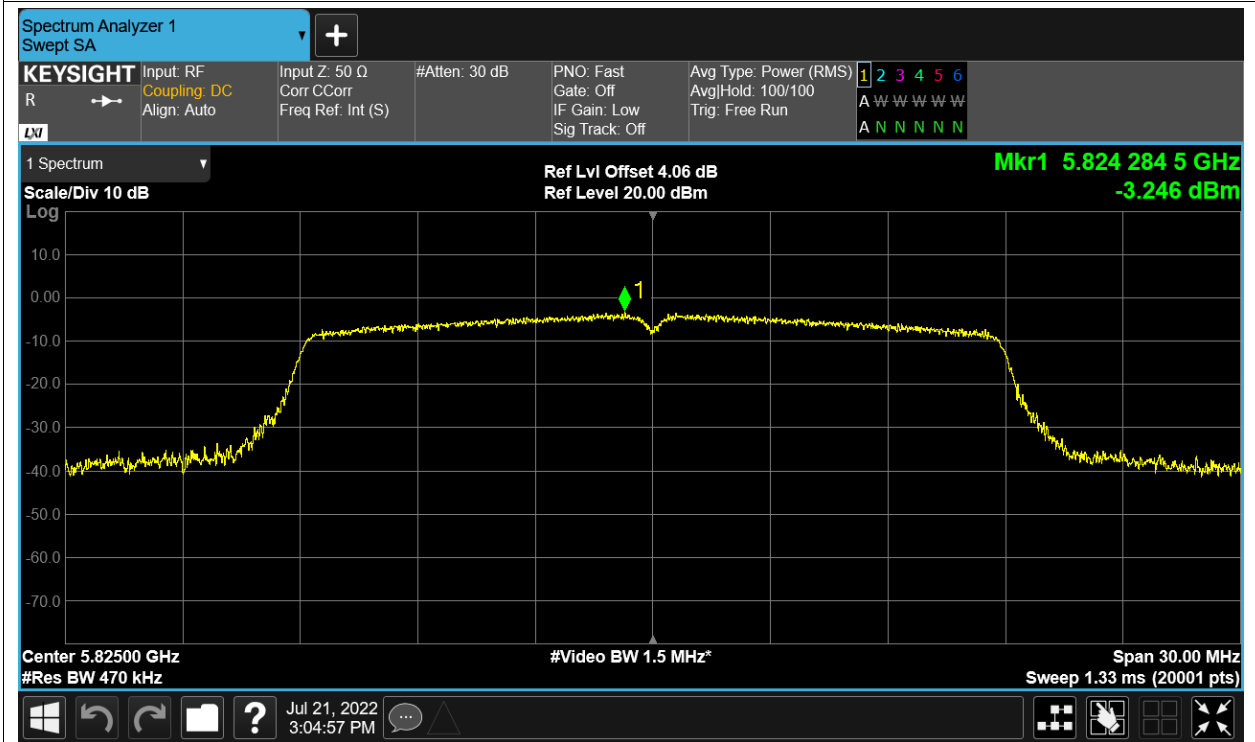 Spectrum Analyzer 1
Swept SA
+
KEYSIGHT
R
LXI
Input: RF
Coupling: DC
Align: Auto
Input Z: 50 Ω
Corr CCorr
Freq Ref: Int (S)
#Atten: 30 dB
PNO: Fast
Gate: Off
IF Gain: Low
Sig Track: Off
Avg Type: Power (RMS)
Avg|Hold: 100/100
Trig: Free Run
1 2 3 4 5 6
A W W W W W
A N N N N N
1 Spectrum
Scale/Div 10 dB
Log
Ref Lvl Offset 4.06 dB
Ref Level 20.00 dBm
Mkr1 5.824 284 5 GHz
-3.246 dBm
10.0
0.00
-10.0
-20.0
-30.0
-40.0
-50.0
-60.0
-70.0
1
Center 5.82500 GHz
#Res BW 470 kHz
#Video BW 1.5 MHz*
Span 30.00 MHz
Sweep 1.33 ms (20001 pts)
?
Jul 21, 2022
3:04:57 PM